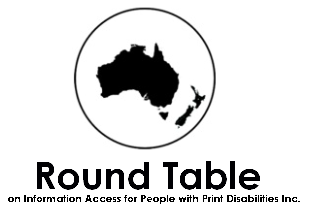 Round Table
on Information Access for People with Print Disabilities Inc.